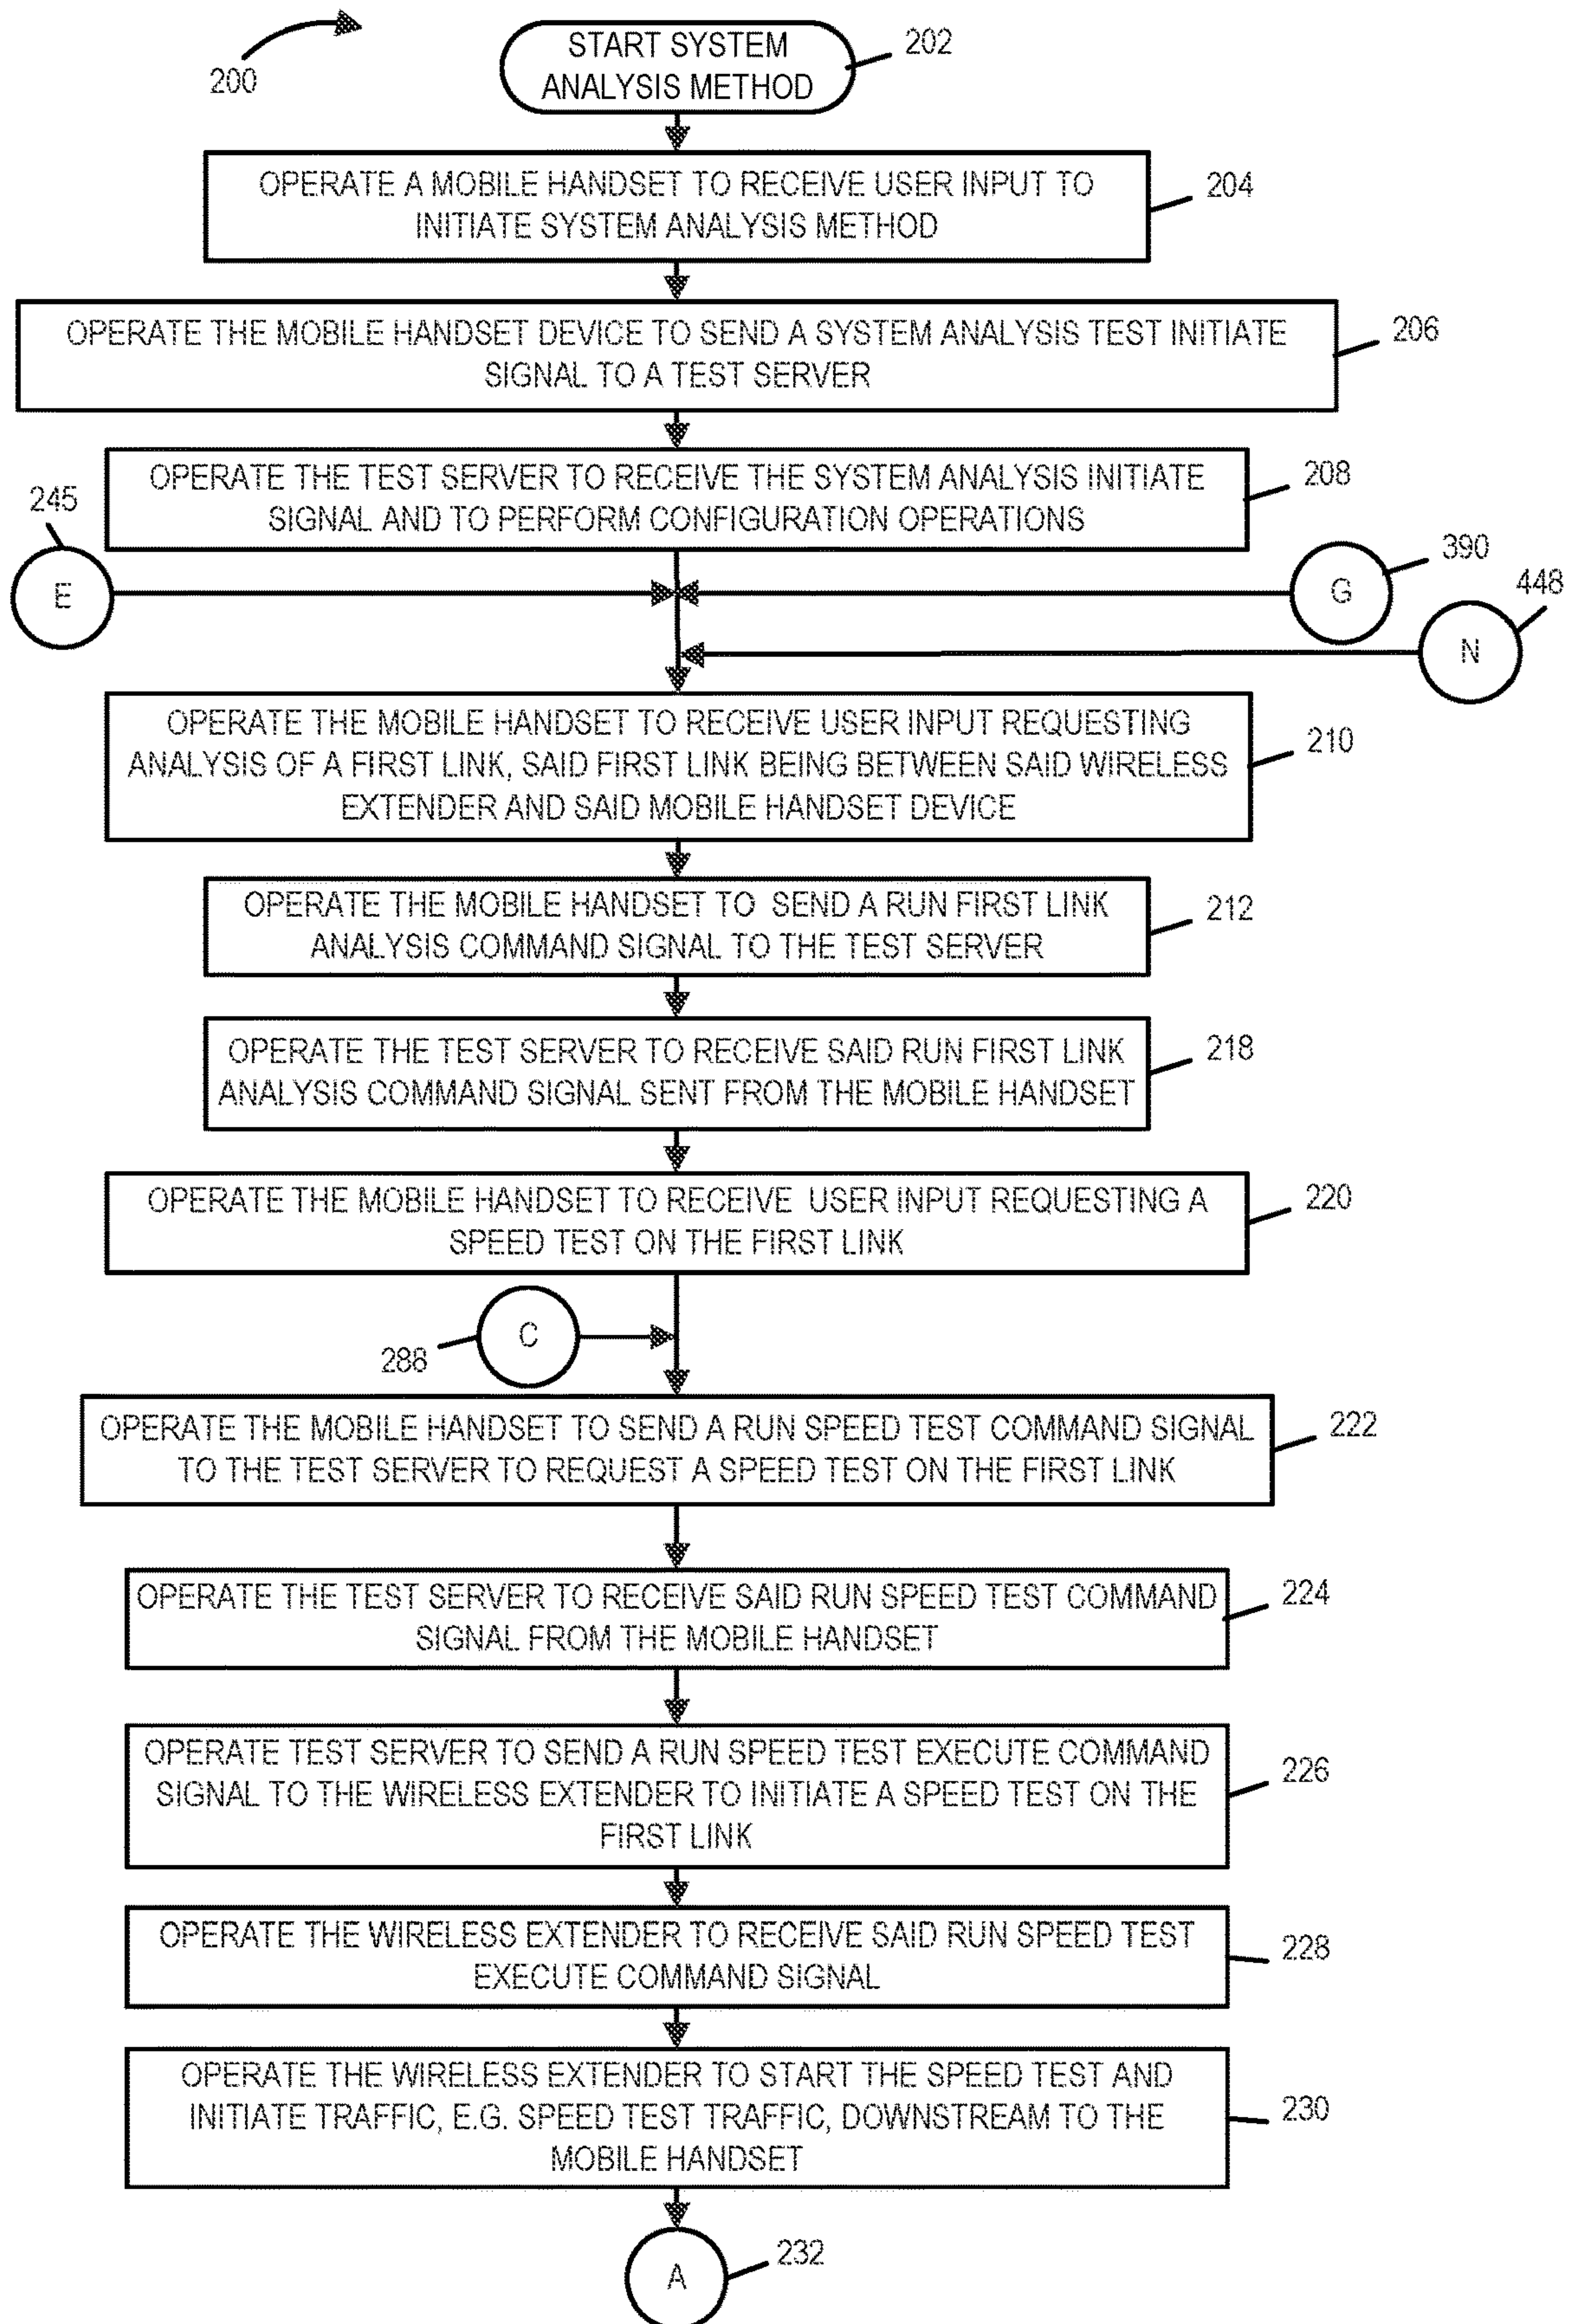 200
START SYSTEM
ANALYSIS METHOD
202
OPERATE A MOBILE HANDSET TO RECEIVE USER INPUT TO
INITIATE SYSTEM ANALYSIS METHOD
204
OPERATE THE MOBILE HANDSET DEVICE TO SEND A SYSTEM ANALYSIS TEST INITIATE
SIGNAL TO A TEST SERVER
206
OPERATE THE TEST SERVER TO RECEIVE THE SYSTEM ANALYSIS INITIATE
SIGNAL AND TO PERFORM CONFIGURATION OPERATIONS
208
245
E
G
390
N
448
OPERATE THE MOBILE HANDSET TO RECEIVE USER INPUT REQUESTING
ANALYSIS OF A FIRST LINK, SAID FIRST LINK BEING BETWEEN SAID WIRELESS
EXTENDER AND SAID MOBILE HANDSET DEVICE
210
OPERATE THE MOBILE HANDSET TO SEND A RUN FIRST LINK
ANALYSIS COMMAND SIGNAL TO THE TEST SERVER
212
OPERATE THE TEST SERVER TO RECEIVE SAID RUN FIRST LINK
ANALYSIS COMMAND SIGNAL SENT FROM THE MOBILE HANDSET
218
OPERATE THE MOBILE HANDSET TO RECEIVE USER INPUT REQUESTING A
SPEED TEST ON THE FIRST LINK
220
C
288
OPERATE THE MOBILE HANDSET TO SEND A RUN SPEED TEST COMMAND SIGNAL
TO THE TEST SERVER TO REQUEST A SPEED TEST ON THE FIRST LINK
222
OPERATE THE TEST SERVER TO RECEIVE SAID RUN SPEED TEST COMMAND
SIGNAL FROM THE MOBILE HANDSET
224
OPERATE TEST SERVER TO SEND A RUN SPEED TEST EXECUTE COMMAND
SIGNAL TO THE WIRELESS EXTENDER TO INITIATE A SPEED TEST ON THE
FIRST LINK
226
OPERATE THE WIRELESS EXTENDER TO RECEIVE SAID RUN SPEED TEST
EXECUTE COMMAND SIGNAL
228
OPERATE THE WIRELESS EXTENDER TO START THE SPEED TEST AND
INITIATE TRAFFIC, E.G. SPEED TEST TRAFFIC, DOWNSTREAM TO THE
MOBILE HANDSET
230
A
232